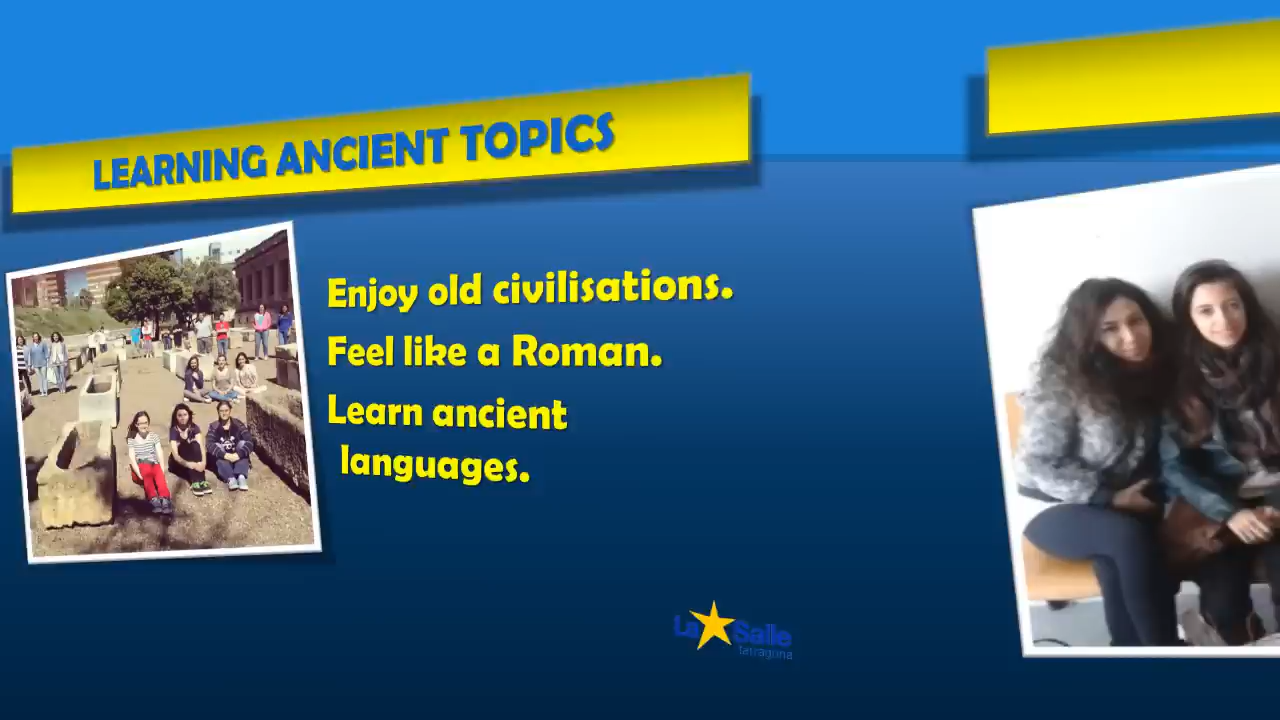 LEARNING ANCIENT TOPICS
Enjoy old civilisations.
Feel like a Roman.
Learn ancient
languages.
La Salle
tarragona